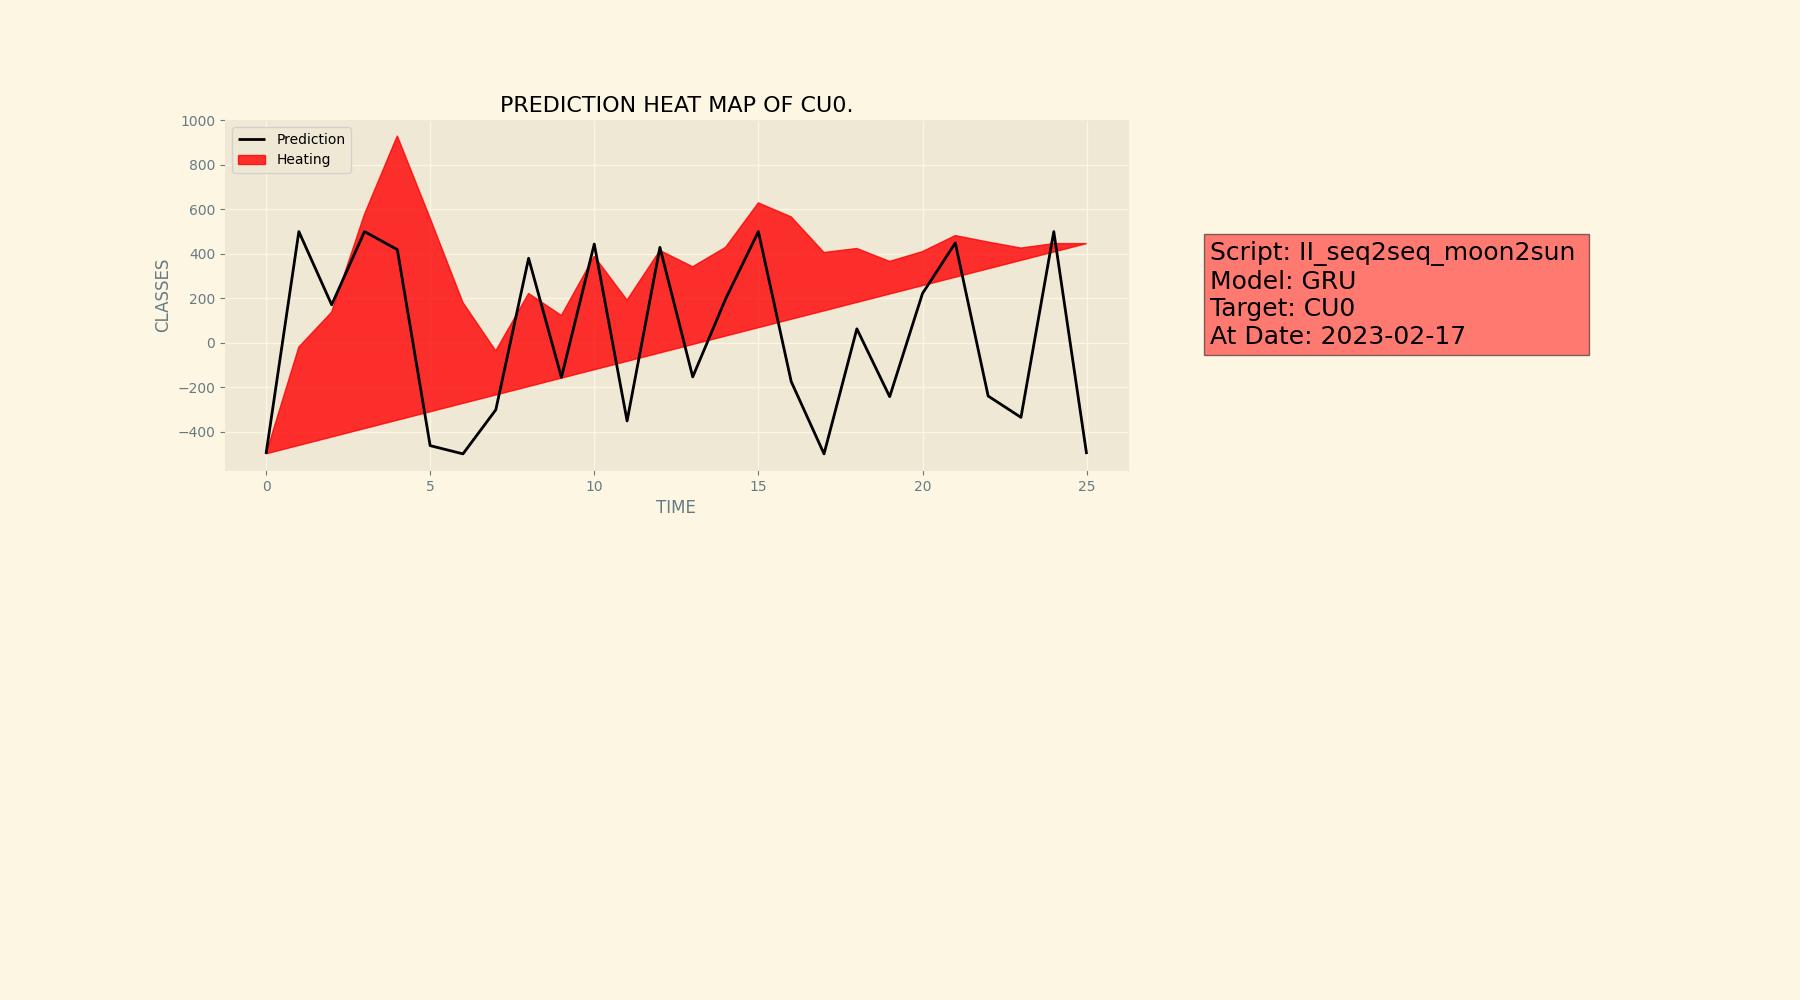 PREDICTION HEAT MAP OF CU0.
1000
800
600
400
200
0
−200
−400
CLASSES
Prediction
Heating
0
5
10
15
20
25
TIME
Script: II_seq2seq_moon2sun
Model: GRU
Target: CU0
At Date: 2023-02-17